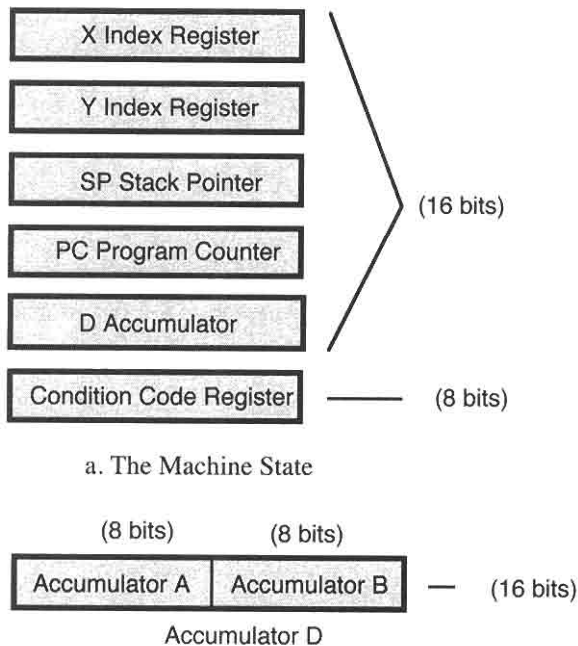 X Index Register
Y Index Register
SP Stack Pointer
(16 bits)
PC Program Counter
D Accumulator
Condition Code Register
(8 bits)
a. The Machine State
(8 bits)
(8 bits)
Accumulator A
Accumulator B
(16 bits)
Accumulator D